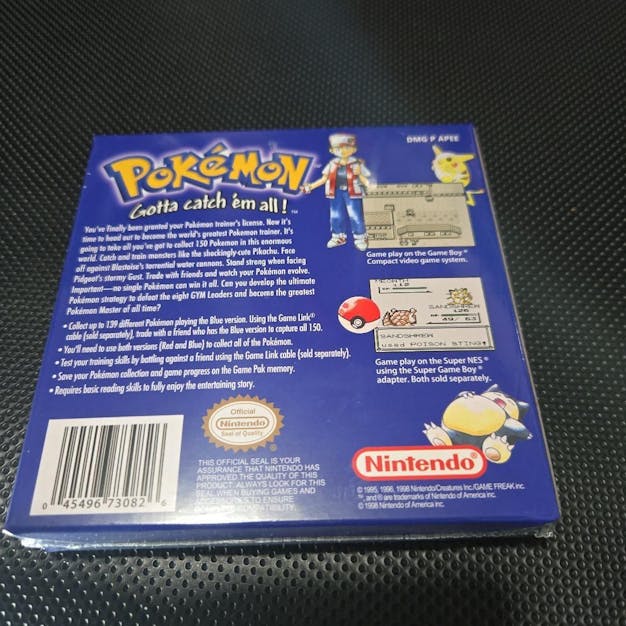 DMG P APEE
POKéMON
Gotta catch 'em all!
TM
You've finally been granted your Pokémon trainer's license. Now it's
time to head out to become the world's greatest Pokemon trainer. It's
going to take all you've got to collect 150 Pokemon in this enormous
world. Catch and train monsters like the shockingly-cute Pikachu. Face
off against Blastoise's torrential water cannons. Stand strong when facing
Pidgeot's stormy Gust. Trade with friends and watch your Pokémon evolve.
Important—no single Pokémon can win it all. Can you develop the ultimate
Pokémon strategy to defeat the eight GYM Leaders and become the greatest
Pokémon Master of all time?
• Collect up to 139 different Pokémon playing the Blue version. Using the Game Link®
cable (sold separately), trade with a friend who has the Blue version to capture all 150.
• You'll need to use both versions (Red and Blue) to collect all of the Pokémon.
• Test your training skills by battling against a friend using the Game Link cable (sold separately).
• Save your Pokémon collection and game progress on the Game Pak memory.
• Requires basic reading skills to fully enjoy the entertaining story.
Game play on the Game Boy®
Compact video game system.
SANDSHREW
:L26
49/ 63
SANDSHREW
used POISON STING!
Game play on the Super NES®
using the Super Game Boy®
adapter. Both sold separately.
0 45496 73082 6
Official
Nintendo
Seal of Quality
®
THIS OFFICIAL SEAL IS YOUR
ASSURANCE THAT NINTENDO HAS
APPROVED THE QUALITY OF THIS
PRODUCT. ALWAYS LOOK FOR THIS
SEAL WHEN BUYING GAMES AND
TO ENSURE
COMPATIBILITY.
Nintendo®
© 1995, 1996, 1998 Nintendo/Creatures Inc./GAME FREAK inc.
™ and ® are trademarks of Nintendo of America inc.
© 1998 Nintendo of America inc.